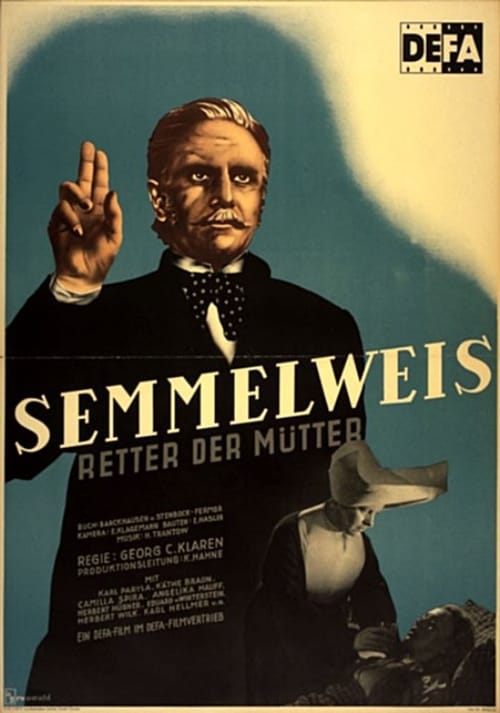 DEFA
SEMMELWEIS
RETTER DER MÜTTER
BUCH: BARCKHAUSEN U. STENBOCK-FERMOR
KAMERA: E. KLAGEMANN BAUTEN: E. HASLER
MUSIK: H. TRANTOW
REGIE: GEORG C. KLAREN
PRODUKTIONSLEITUNG: K. HAHNE
MIT
KARL PARYLA, KÄTHE BRAUN,
CAMILLA SPIRA, ANGELIKA HAUFF,
HERBERT HÜBNER, EDUARD V. WINTERSTEIN,
HERBERT WILK, KARL HELLMER U.A.
EIN DEFA-FILM IM DEFA-FILMVERTRIEB